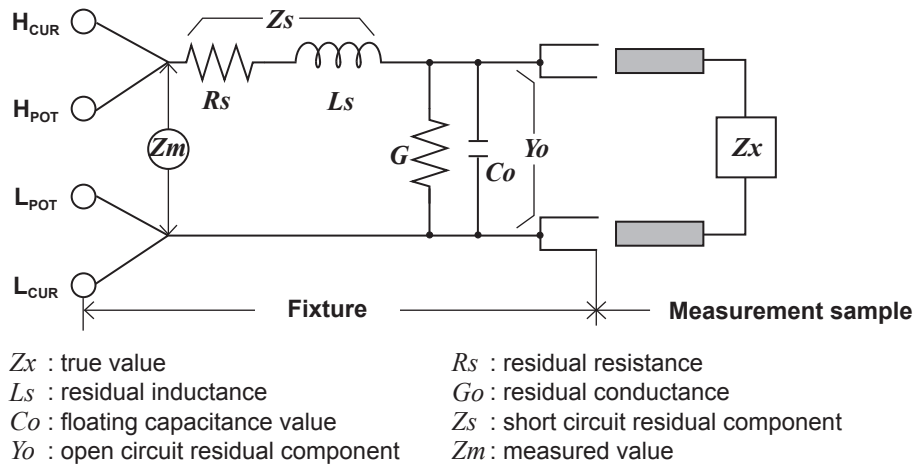 Zs
HCUR
Rs
Ls
HPOT
Zm
G
Co
Yo
Zx
LPOT
LCUR
Fixture
Measurement sample
Zx : true value
Rs : residual resistance
Ls : residual inductance
Go : residual conductance
Co : floating capacitance value
Zs : short circuit residual component
Yo : open circuit residual component
Zm : measured value